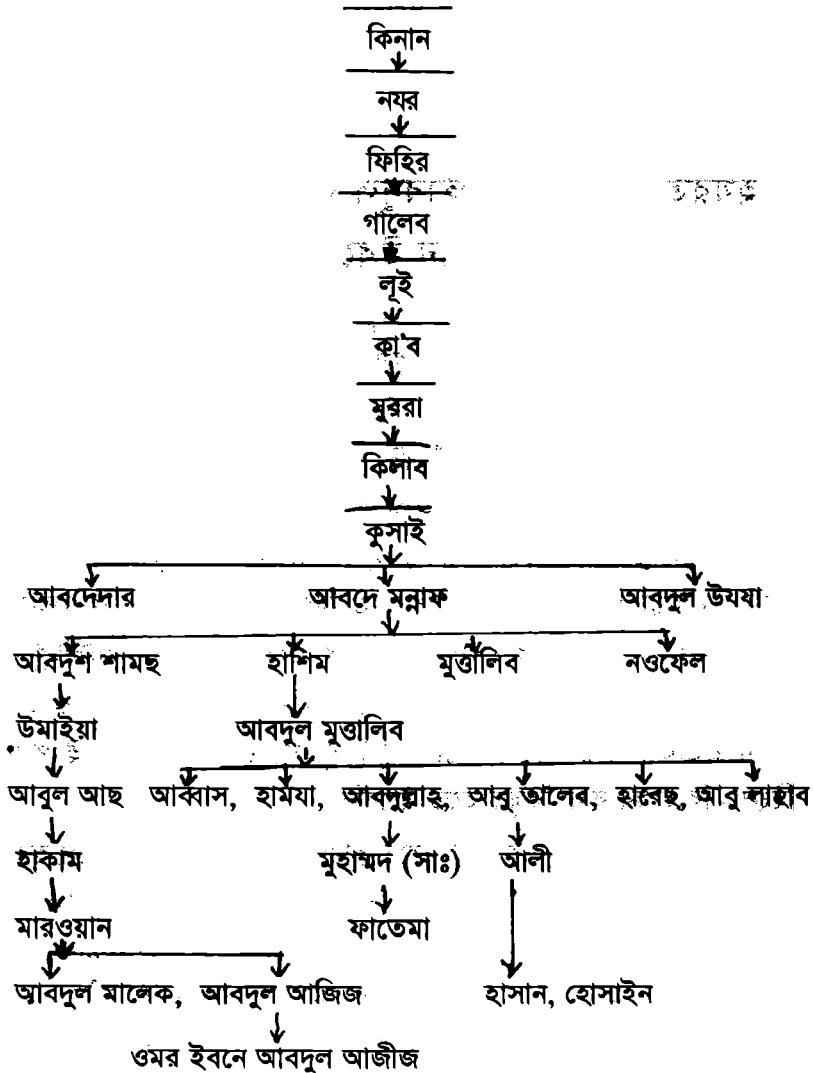 কিনান
নযর
ফিহির
গালেব
লূই
কা'ব
মুররা
কিলাব
কুসাই
আবদেদার আবদে মন্নাফ আবদুল উযযা
আবদুশ শামছ হাশিম মুত্তালিব নওফেল
উমাইয়া আবদুল মুত্তালিব
আবুল আছ আব্বাস, হামযা, আবদুল্লাহ, আবু তালেব, হারেছ, আবু লাহাব
হাকাম মুহাম্মদ (সাঃ) আলী
মারওয়ান ফাতেমা
আবদুল মালেক, আবদুল আজিজ হাসান, হোসাইন
ওমর ইবনে আবদুল আজীজ